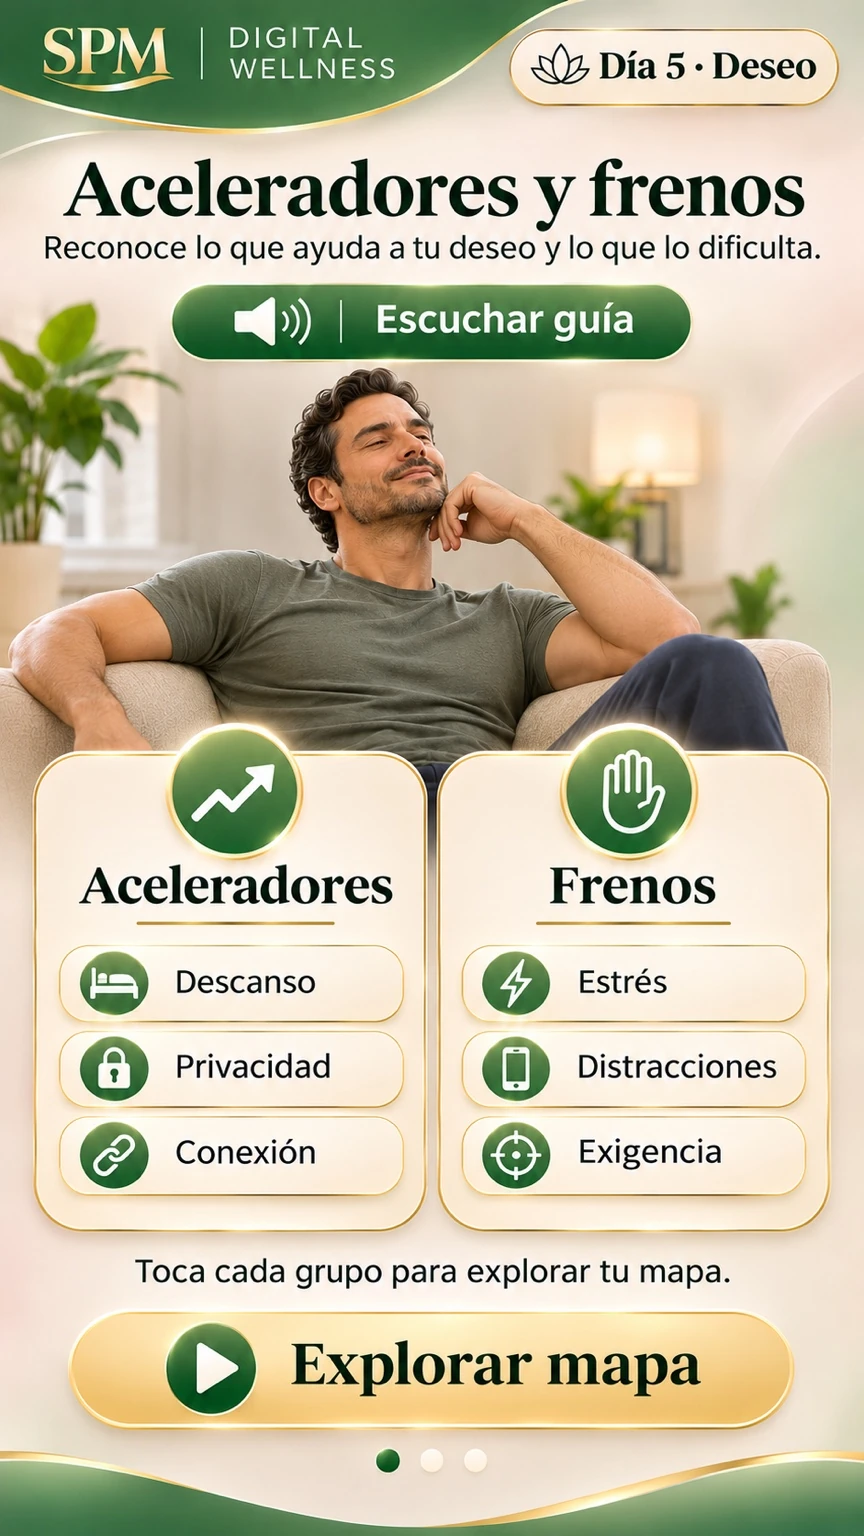 SPM
DIGITAL
WELLNESS
Día 5 · Deseo
Aceleradores y frenos
Reconoce lo que ayuda a tu deseo y lo que lo dificulta.
Escuchar guía
Aceleradores
Descanso
Privacidad
Conexión
Frenos
Estrés
Distracciones
Exigencia
Toca cada grupo para explorar tu mapa.
Explorar mapa